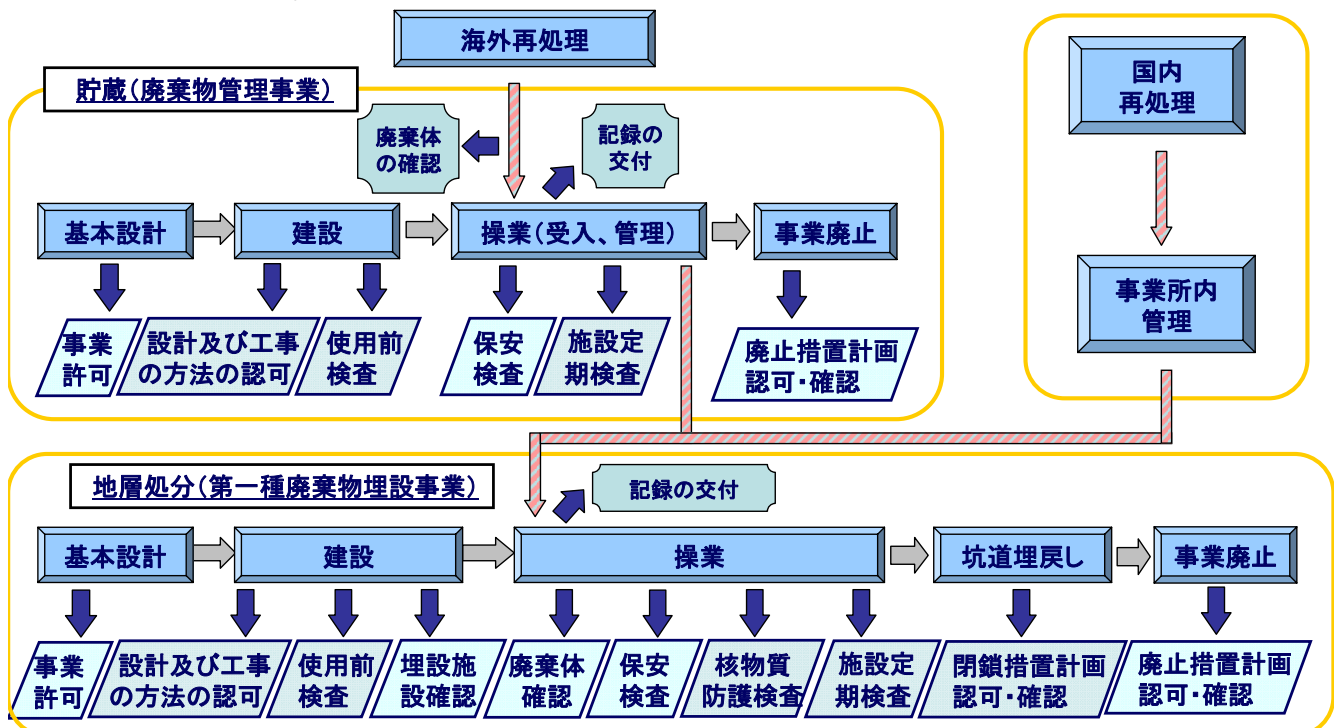 海外再処理
国内
再処理
貯蔵（廃棄物管理事業）
廃棄体
の確認
記録の
交付
基本設計
建設
操業（受入、管理）
事業廃止
事業所内
管理
事業
許可
設計及び工事
の方法の認可
使用前
検査
保安
検査
施設定
期検査
廃止措置計画
認可・確認
地層処分（第一種廃棄物埋設事業）
記録の交付
基本設計
建設
操業
坑道埋戻し
事業廃止
事業
許可
設計及び工事
の方法の認可
使用前
検査
埋設施
設確認
廃棄体
確認
保安
検査
核物質
防護検査
施設定
期検査
閉鎖措置計画
認可・確認
廃止措置計画
認可・確認